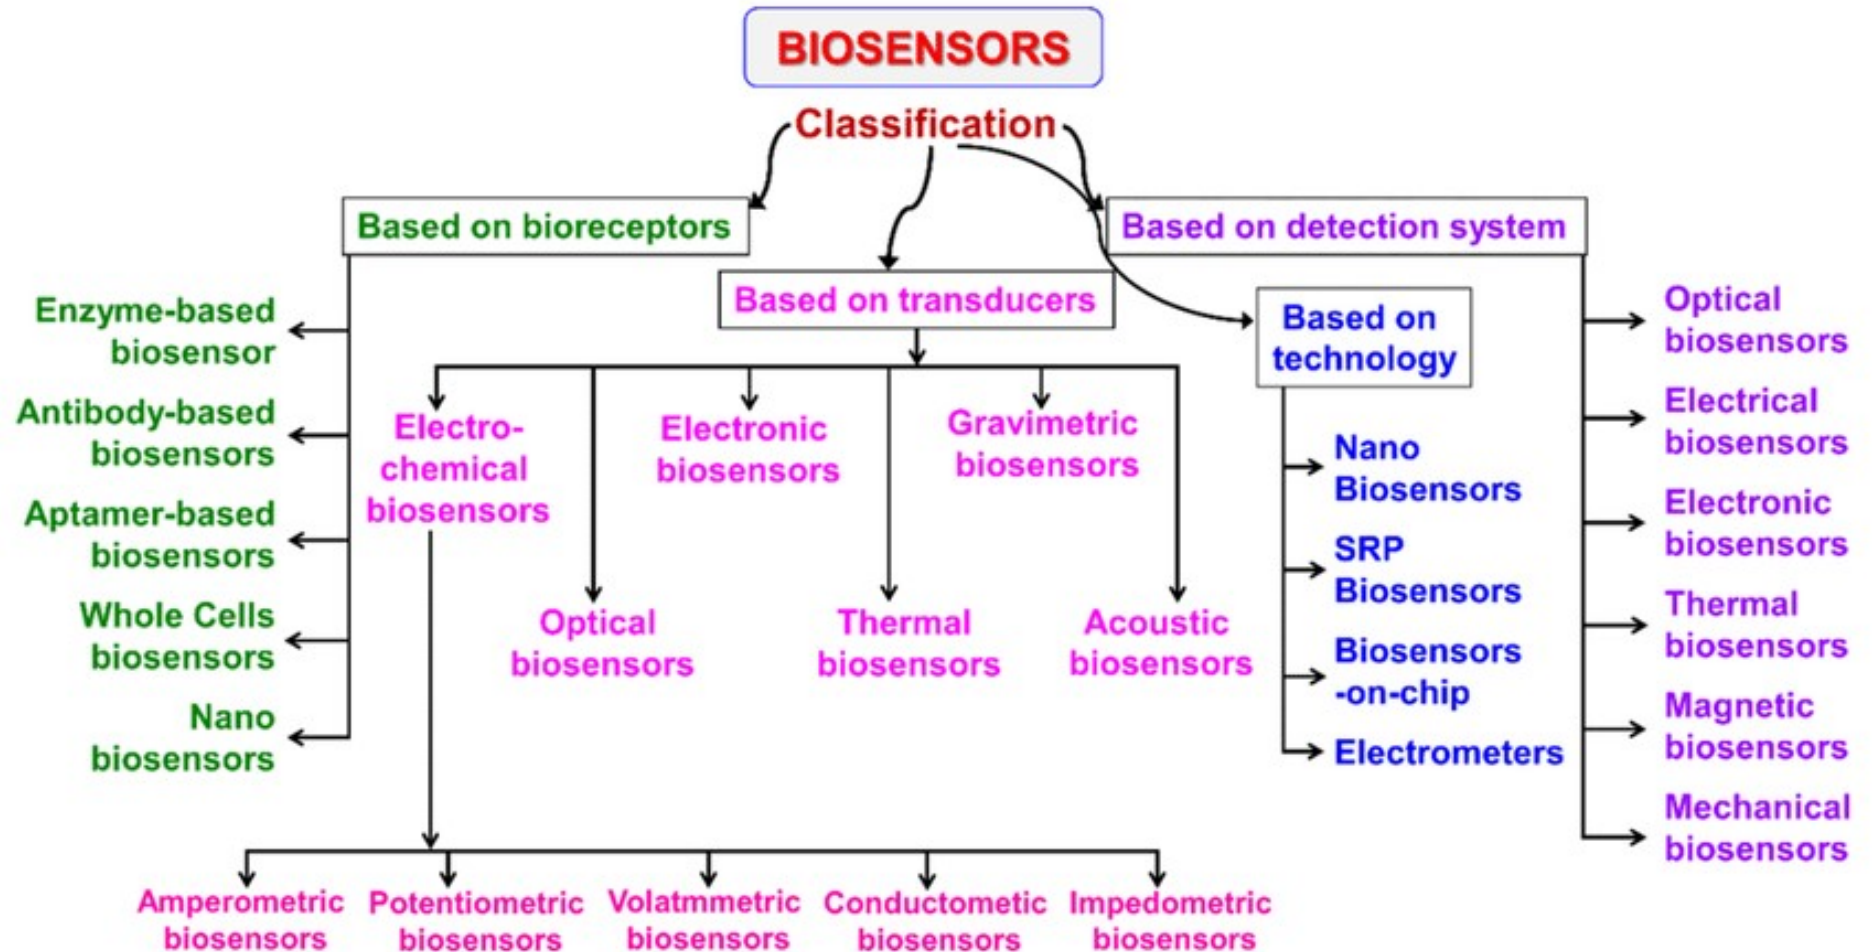 BIOSENSORS
Classification
Based on bioreceptors
Enzyme-based
biosensor
Antibody-based
biosensors
Aptamer-based
biosensors
Whole Cells
biosensors
Nano
biosensors
Based on transducers
Electro-
chemical
biosensors
Optical
biosensors
Electronic
biosensors
Thermal
biosensors
Gravimetric
biosensors
Acoustic
biosensors
Amperometric
biosensors
Potentiometric
biosensors
Volatmmetric
biosensors
Conductometic
biosensors
Impedometric
biosensors
Based on
technology
Nano
Biosensors
SRP
Biosensors
Biosensors
-on-chip
Electrometers
Based on detection system
Optical
biosensors
Electrical
biosensors
Electronic
biosensors
Thermal
biosensors
Magnetic
biosensors
Mechanical
biosensors